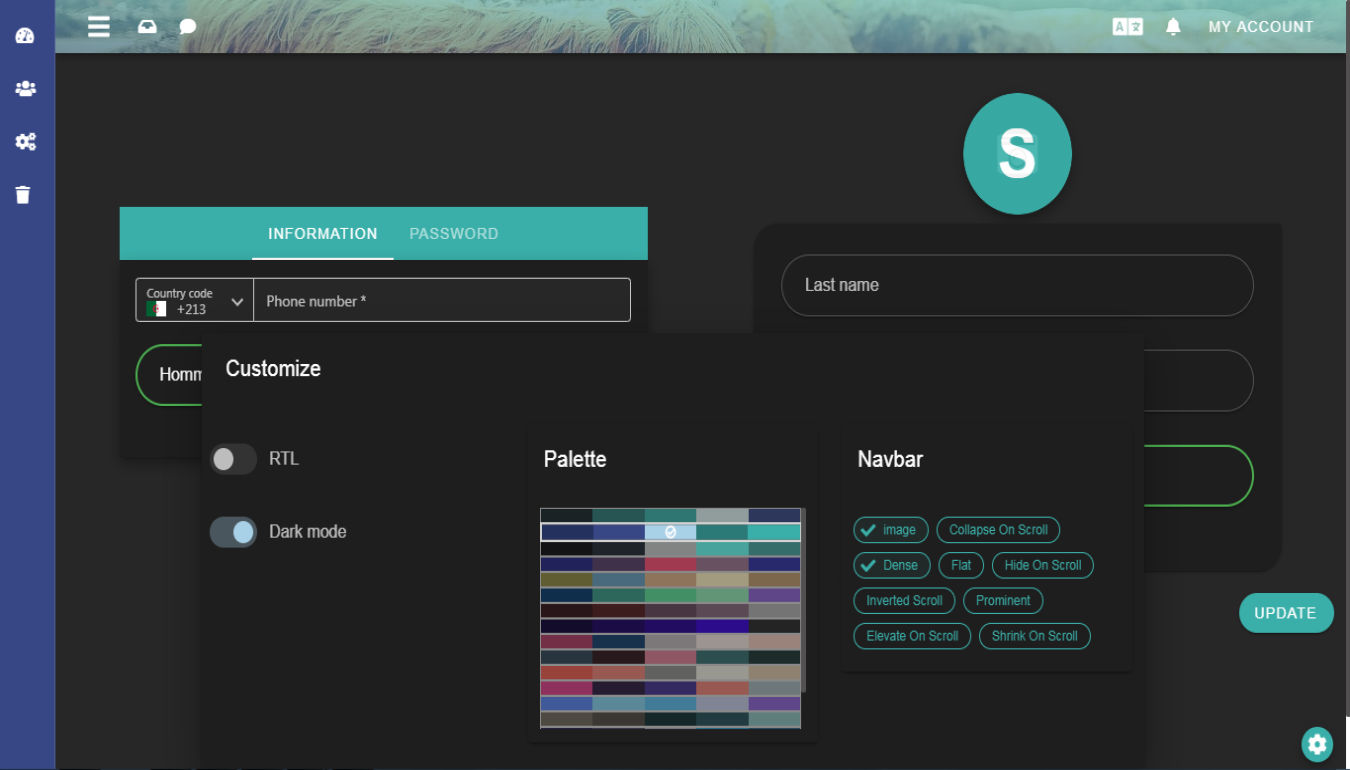 MY ACCOUNT
S
INFORMATION PASSWORD
Country code
+213
Phone number *
Last name
Homm
Customize
RTL
Dark mode
Palette
Navbar
image Collapse On Scroll
Dense Flat Hide On Scroll
Inverted Scroll Prominent
Elevate On Scroll Shrink On Scroll
UPDATE